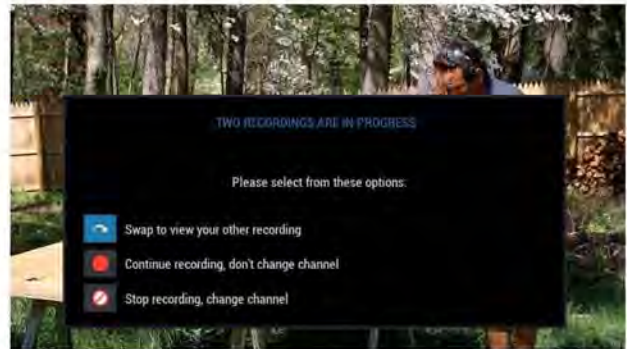 TWO RECORDINGS ARE IN PROGRESS
Please select from these options:
Swap to view your other recording
Continue recording, don't change channel
Stop recording, change channel